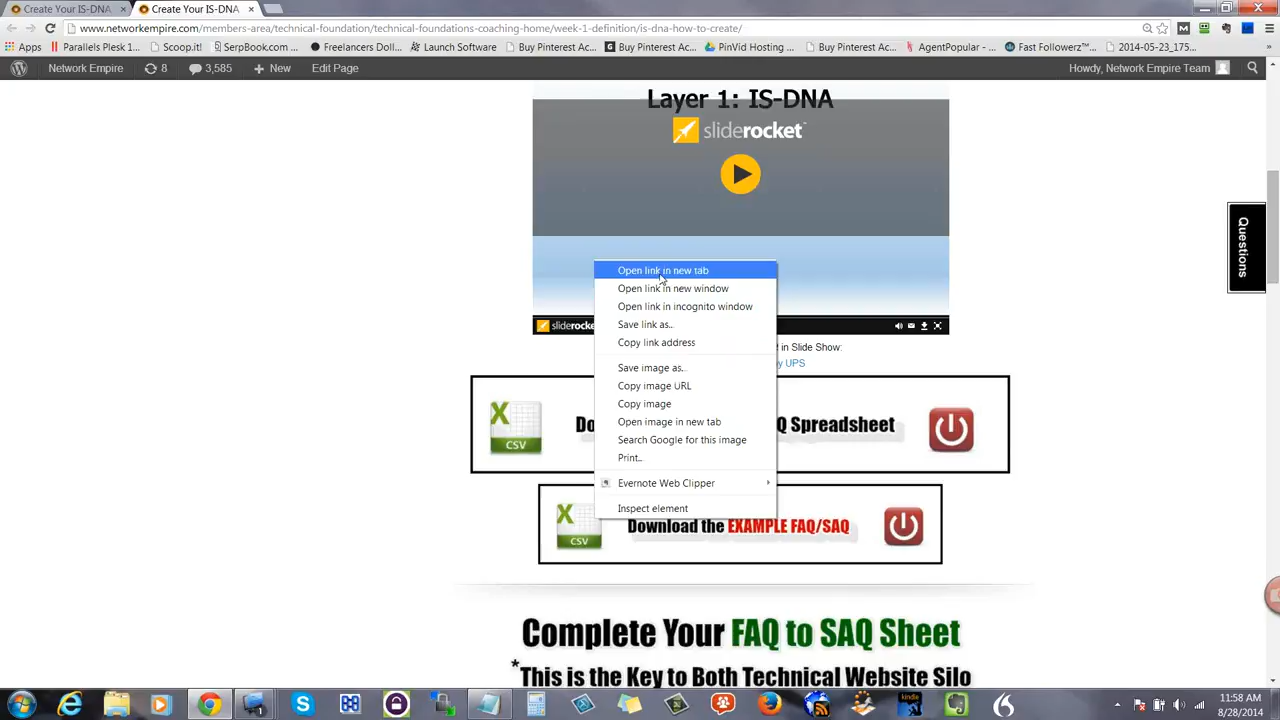 Create Your IS-DNA
Create Your IS-DNA
www.networkempire.com/members-area/technical-foundation/technical-foundations-coaching-home/week-1-definition/is-dna-how-to-create/
Apps Parallels Plesk 1... Scoop.it! SerpBook.com Freelancers Doll... Launch Software Buy Pinterest Ac... Buy Pinterest Ac... PinVid Hosting ... Buy Pinterest Ac... AgentPopular - ... Fast Followerz™... 2014-05-23_175...
Network Empire 8 3,585 New Edit Page Howdy, Network Empire Team
Layer 1: IS-DNA
sliderocket
Questions
Open link in new tab
Open link in new window
Open link in incognito window
Save link as...
Copy link address
sliderock
in Slide Show:
UPS
Save image as...
Copy image URL
Copy image
Open image in new tab
Search Google for this image
Print...
Evernote Web Clipper
Inspect element
CSV
Spreadsheet
CSV Download the EXAMPLE FAQ/SAQ
Complete Your FAQ to SAQ Sheet
*This is the Key to Both Technical Website Silo
kindle
11:58 AM
8/28/2014